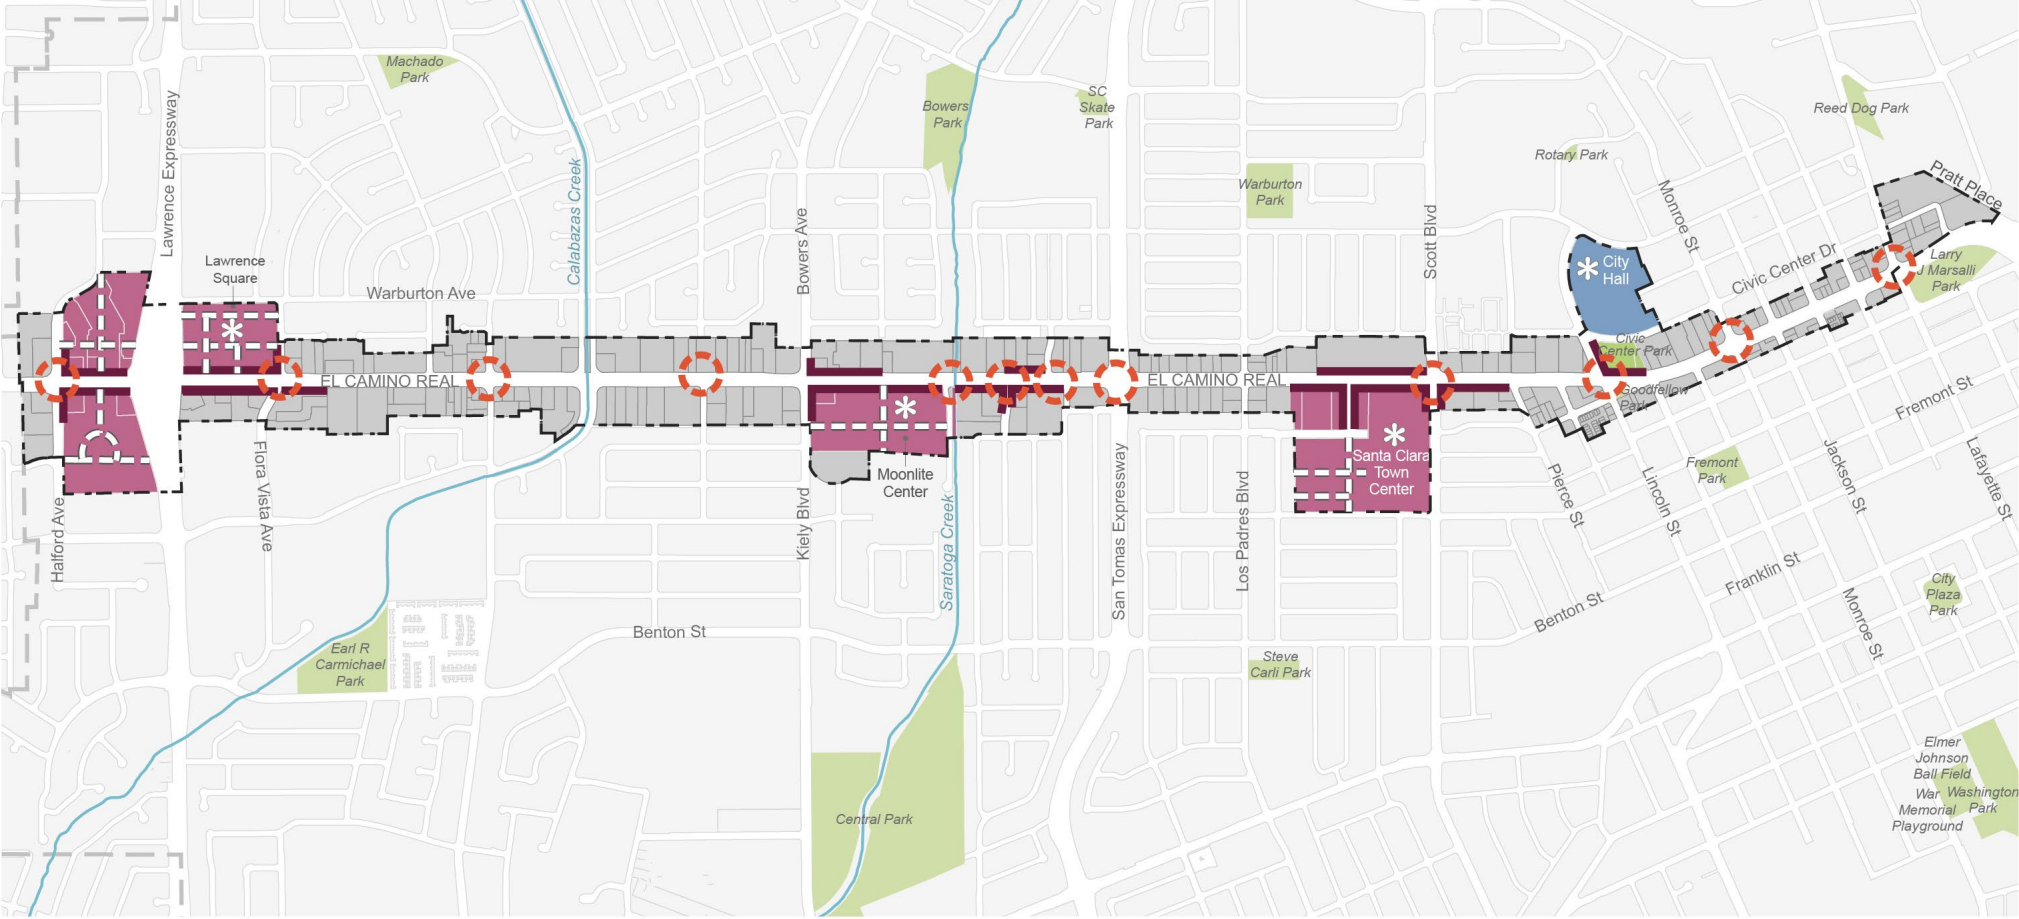 Machado
Park
Bowers
Park
SC
Skate
Park
Reed Dog Park
Rotary Park
Warburton
Park
Pratt Place
Lawrence Expressway
Calabazas Creek
Bowers Ave
Scott Blvd
Monroe St
Lawrence
Square
Warburton Ave
City
Hall
Civic Center Dr
Larry
J Marsalli
Park
Civic
Center Park
EL CAMINO REAL
EL CAMINO REAL
Goodfellow
Park
Fremont St
Halford Ave
Flora Vista Ave
Kiely Blvd
Moonlite
Center
Saratoga Creek
San Tomas Expressway
Los Padres Blvd
Santa Clara
Town
Center
Pierce St
Lincoln St
Fremont
Park
Jackson St
Lafayette St
Franklin St
City
Plaza
Park
Benton St
Benton St
Monroe St
Earl R
Carmichael
Park
Steve
Carli Park
Central Park
Elmer
Johnson
Ball Field
War
Memorial
Playground
Washington
Park